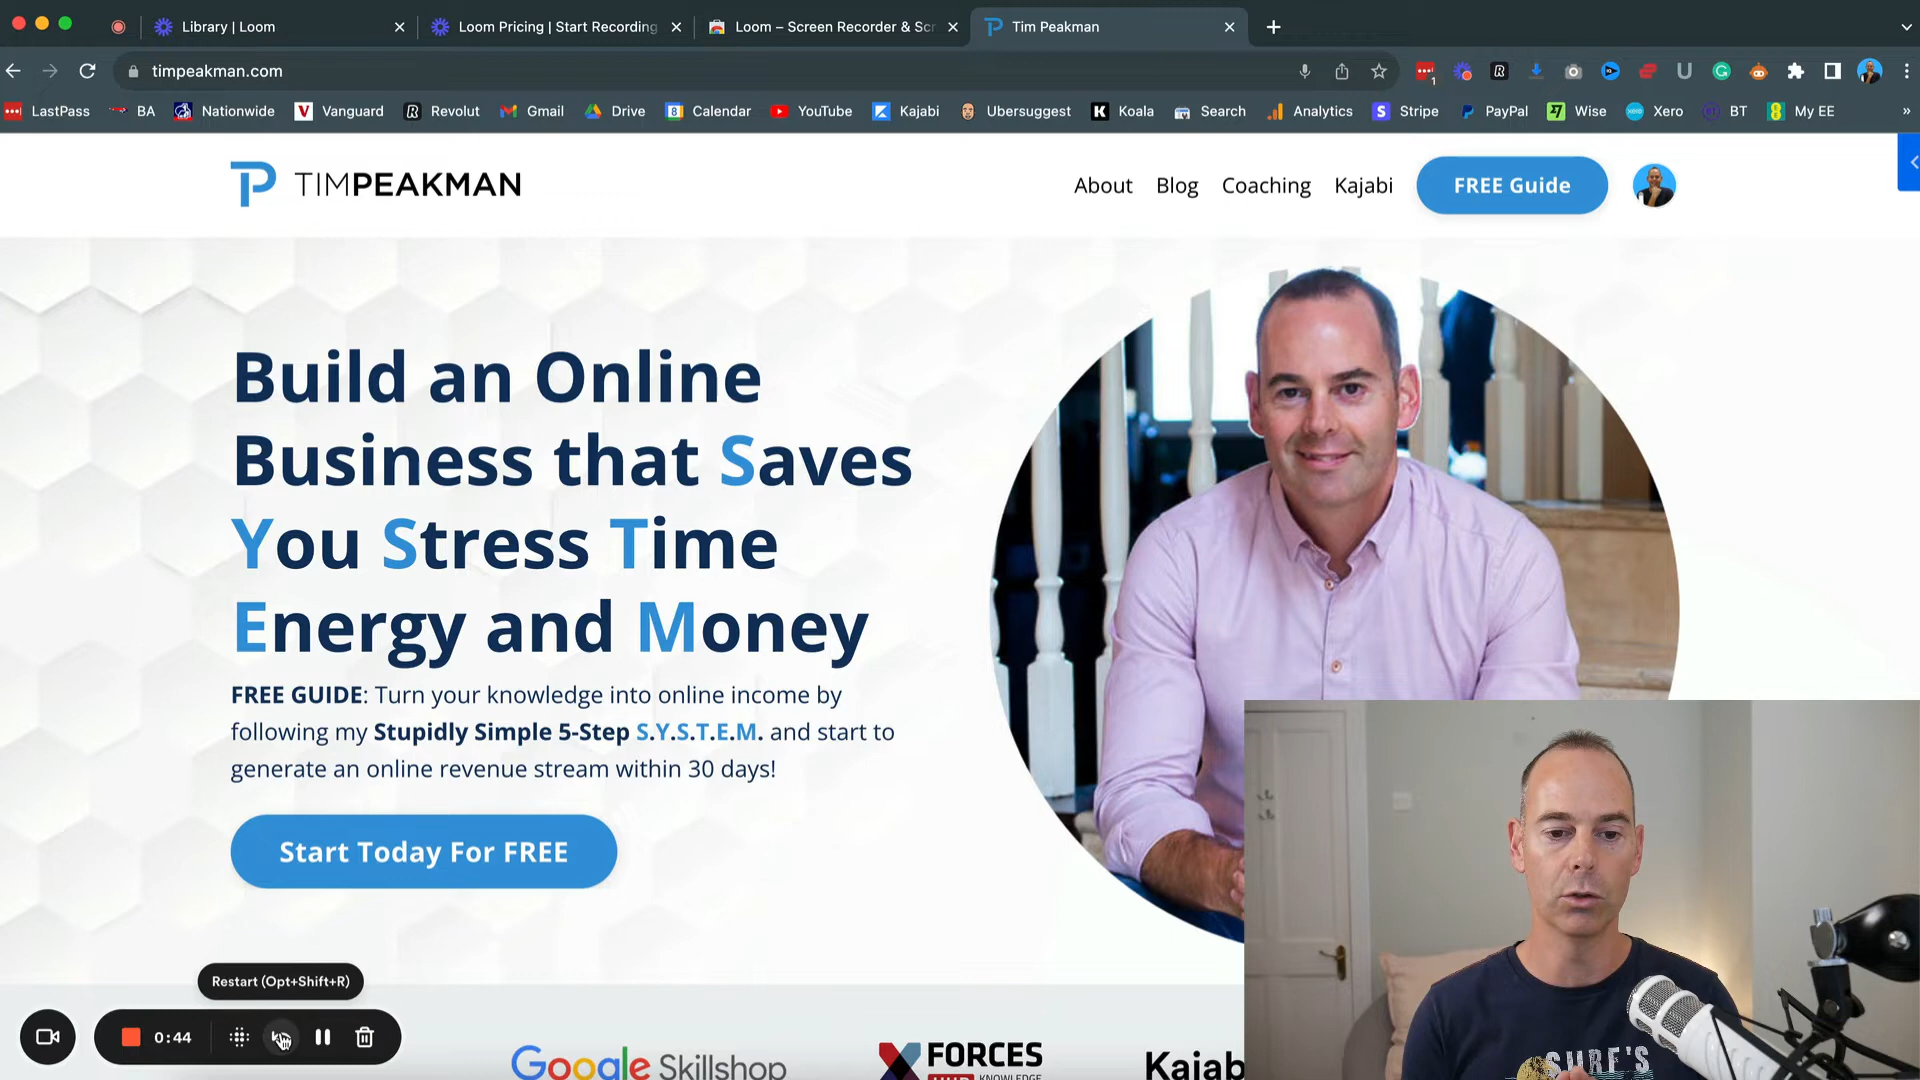 Library | Loom
Loom Pricing | Start Recording
Loom – Screen Recorder & Scr
Tim Peakman
timpeakman.com
1
LastPass
BA
Nationwide
Vanguard
Revolut
Gmail
Drive
8 Calendar
YouTube
Kajabi
Ubersuggest
Koala
Search
Analytics
Stripe
PayPal
Wise
Xero
BT
My EE
»
TIMPEAKMAN
About
Blog
Coaching
Kajabi
FREE Guide
Build an Online
Business that Saves
You Stress Time
Energy and Money
FREE GUIDE: Turn your knowledge into online income by
following my Stupidly Simple 5-Step S.Y.S.T.E.M. and start to
generate an online revenue stream within 30 days!
Start Today For FREE
Restart (Opt+Shift+R)
0:44
Google Skillshop
FORCES
HUB KNOWLEDGE
Kajab
SURF'S